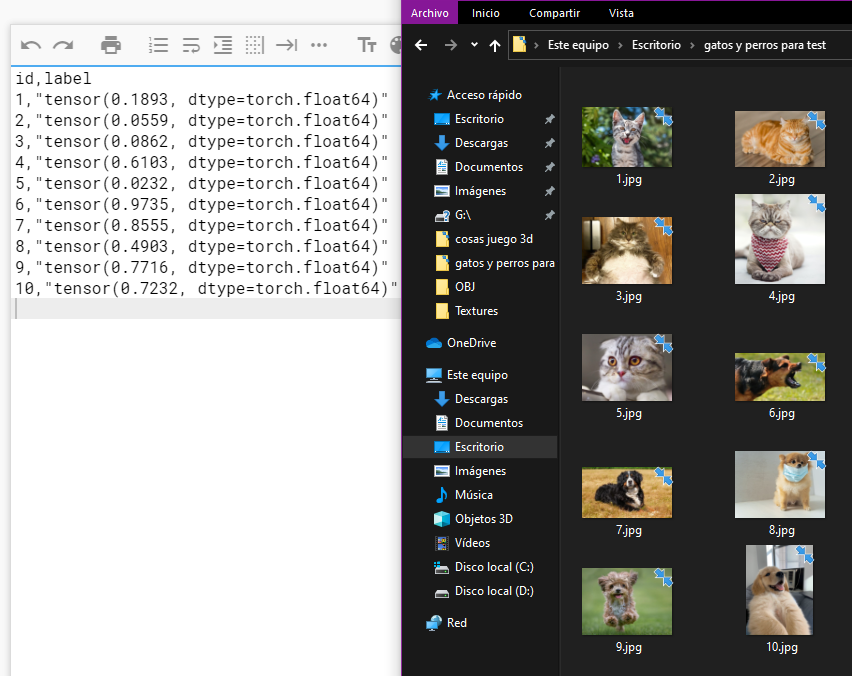 id,label
1,"tensor(0.1893, dtype=torch.float64)"
2,"tensor(0.0559, dtype=torch.float64)"
3,"tensor(0.0862, dtype=torch.float64)"
4,"tensor(0.6103, dtype=torch.float64)"
5,"tensor(0.0232, dtype=torch.float64)"
6,"tensor(0.9735, dtype=torch.float64)"
7,"tensor(0.8555, dtype=torch.float64)"
8,"tensor(0.4903, dtype=torch.float64)"
9,"tensor(0.7716, dtype=torch.float64)"
10,"tensor(0.7232, dtype=torch.float64)"
Archivo Inicio Compartir Vista
Este equipo > Escritorio > gatos y perros para test
Acceso rápido
Escritorio
Descargas
Documentos
Imágenes
G:\
cosas juego 3d
gatos y perros para
OBJ
Textures
OneDrive
Este equipo
Descargas
Documentos
Escritorio
Imágenes
Música
Objetos 3D
Vídeos
Disco local (C:)
Disco local (D:)
Red
1.jpg 2.jpg
3.jpg 4.jpg
5.jpg 6.jpg
7.jpg 8.jpg
9.jpg 10.jpg